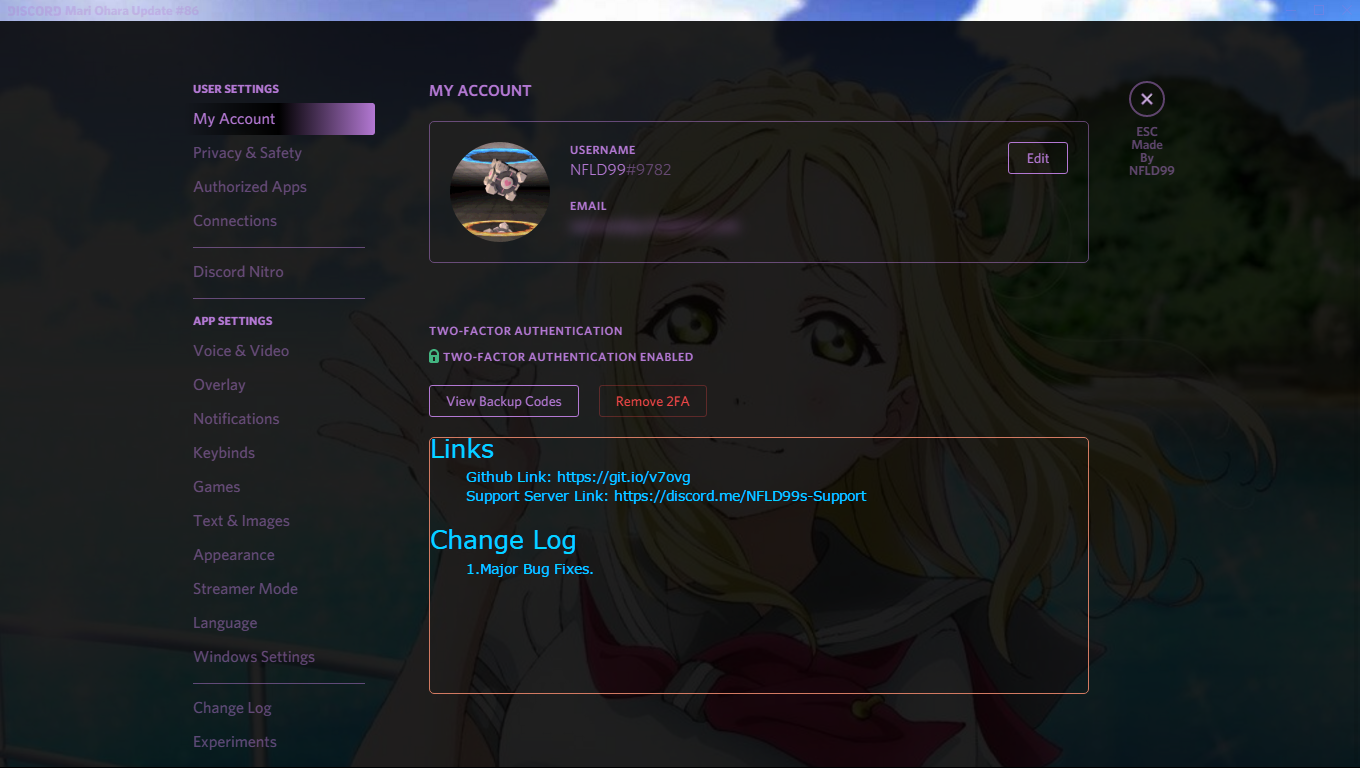 DISCORD Mari Ohara Update #86
USER SETTINGS
My Account
Privacy & Safety
Authorized Apps
Connections
Discord Nitro
APP SETTINGS
Voice & Video
Overlay
Notifications
Keybinds
Games
Text & Images
Appearance
Streamer Mode
Language
Windows Settings
Change Log
Experiments
MY ACCOUNT
USERNAME
NFLD99#9782
Edit
EMAIL
TWO-FACTOR AUTHENTICATION
TWO-FACTOR AUTHENTICATION ENABLED
View Backup Codes
Remove 2FA
Links
Github Link: https://git.io/v7ovg
Support Server Link: https://discord.me/NFLD99s-Support
Change Log
1.Major Bug Fixes.
ESC
Made
By
NFLD99